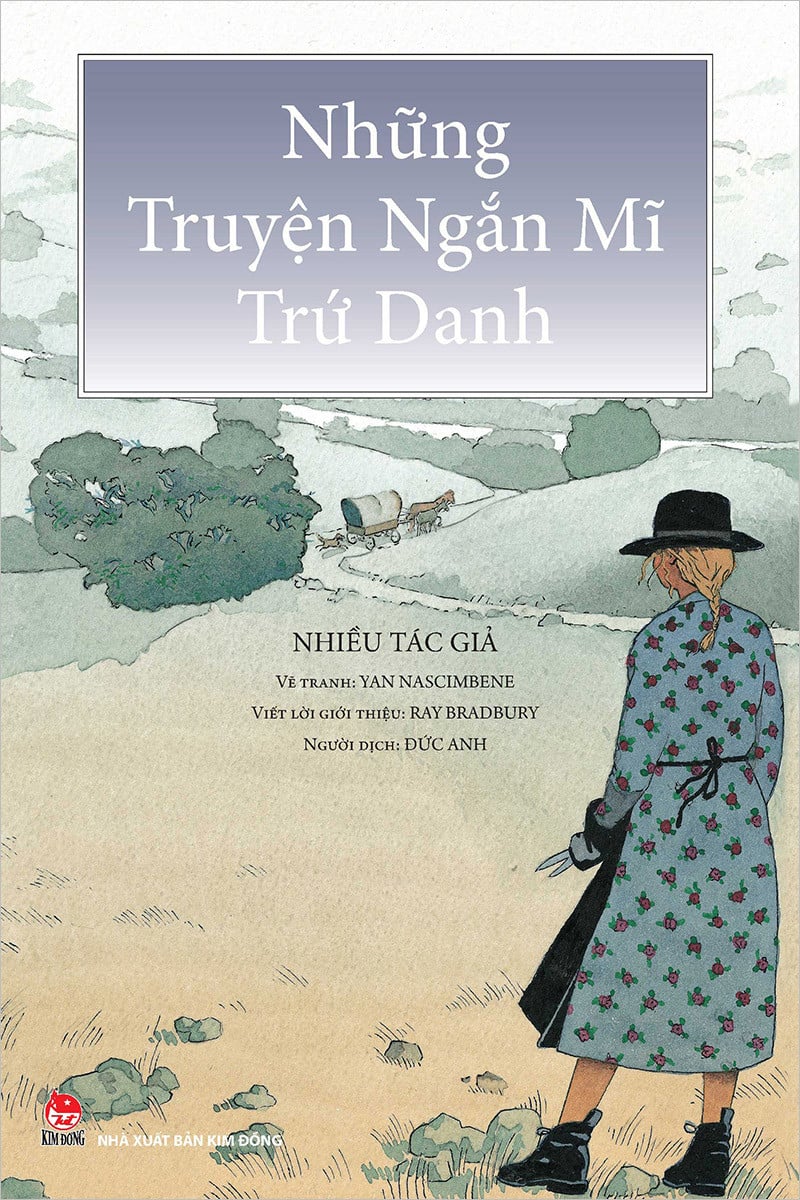 Những
Truyện Ngắn Mĩ
Trứ Danh
NHIỀU TÁC GIẢ
VẼ TRANH: YAN NASCIMBENE
VIẾT LỜI GIỚI THIỆU: RAY BRADBURY
NGƯỜI DỊCH: ĐỨC ANH
KIM ĐỒNG
NHÀ XUẤT BẢN KIM ĐỒNG